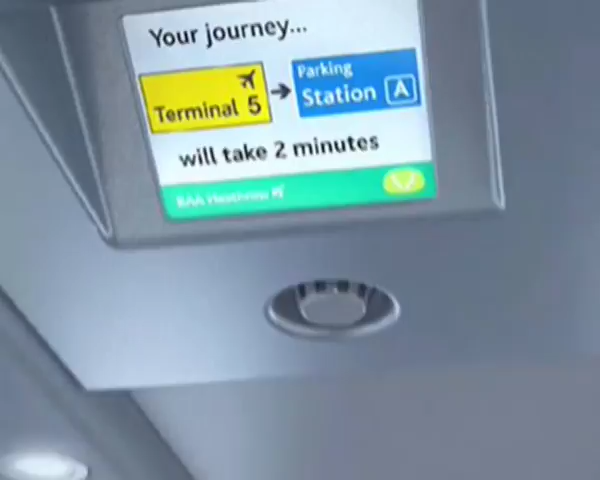 Your journey...
Terminal 5
Parking
Station A
will take 2 minutes
BAA Heathrow